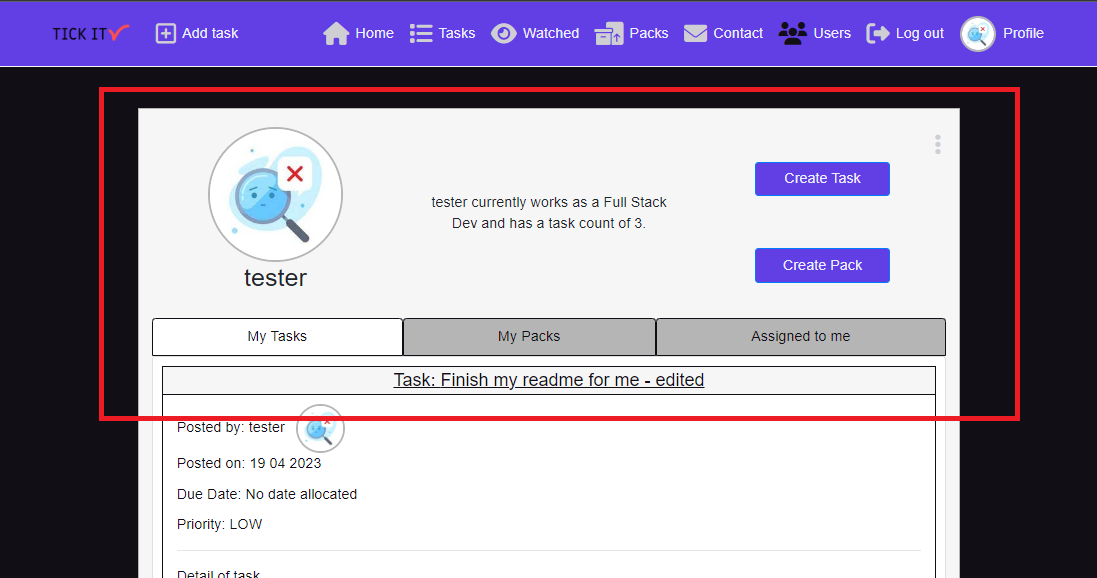 TICK IT Add task Home Tasks Watched Packs Contact Users Log out Profile
Create Task
tester currently works as a Full Stack
Dev and has a task count of 3.
Create Pack
tester
My Tasks My Packs Assigned to me
Task: Finish my readme for me - edited
Posted by: tester
Posted on: 19 04 2023
Due Date: No date allocated
Priority: LOW
Detail of task